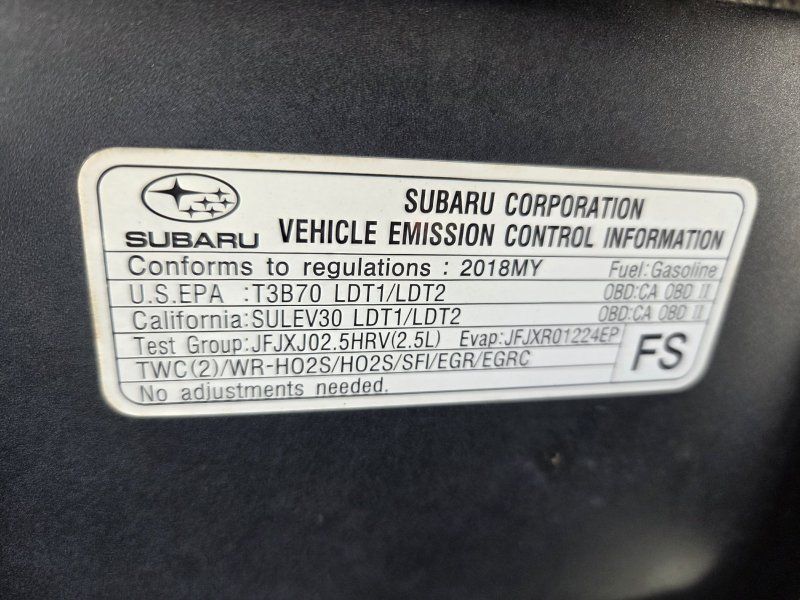 SUBARU CORPORATION
SUBARU VEHICLE EMISSION CONTROL INFORMATION
Conforms to regulations : 2018MY Fuel:Gasoline
U.S.EPA :T3B70 LDT1/LDT2 OBD:CA OBD II
California:SULEV30 LDT1/LDT2 OBD:CA OBD II
Test Group:JFJXJ02.5HRV(2.5L) Evap:JFJXR01224EP
TWC(2)/WR-HO2S/HO2S/SFI/EGR/EGRC FS
No adjustments needed.